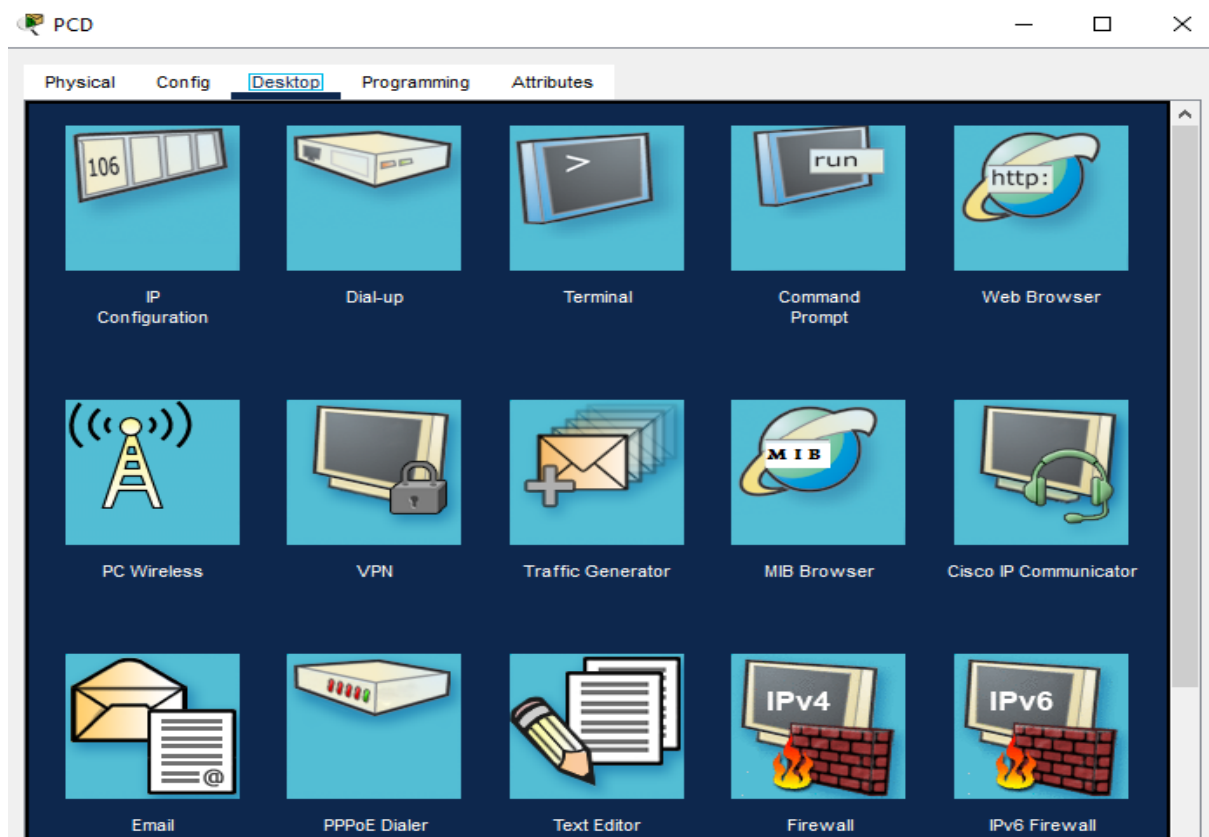 PCD
Physical Config Desktop Programming Attributes
106
>
run
http:
IP
Configuration
Dial-up
Terminal
Command
Prompt
Web Browser
MIB
PC Wireless
VPN
Traffic Generator
MIB Browser
Cisco IP Communicator
@
IPv4
IPv6
Email
PPPoE Dialer
Text Editor
Firewall
IPv6 Firewall